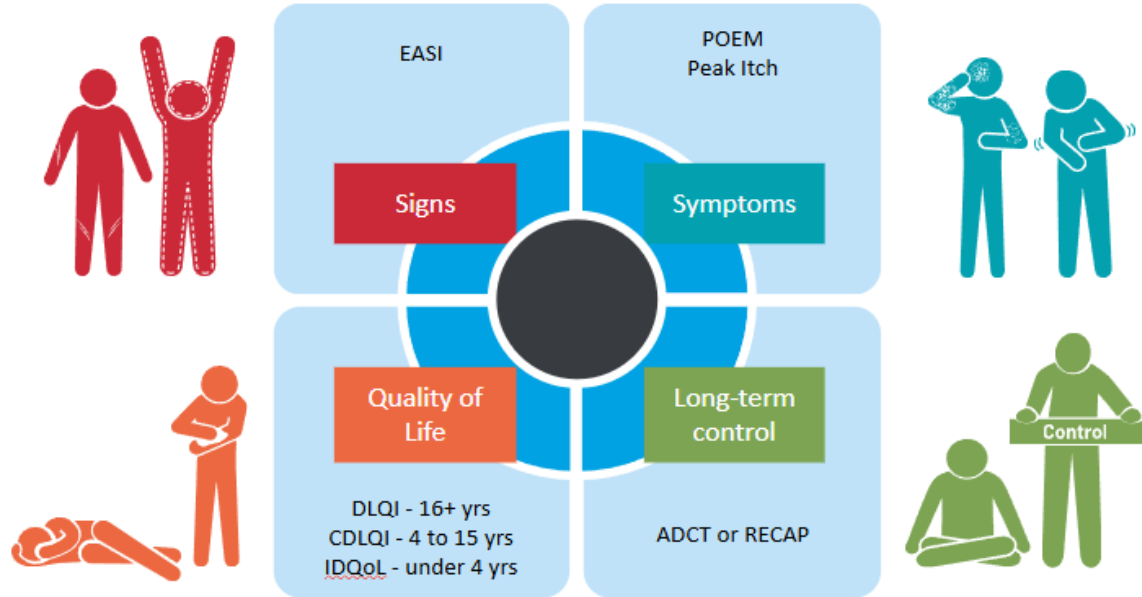 EASI
POEM
Peak Itch
Signs
Symptoms
Quality of
Life
Long-term
control
Control
DLQI - 16+ yrs
CDLQI - 4 to 15 yrs
IDQoL - under 4 yrs
ADCT or RECAP